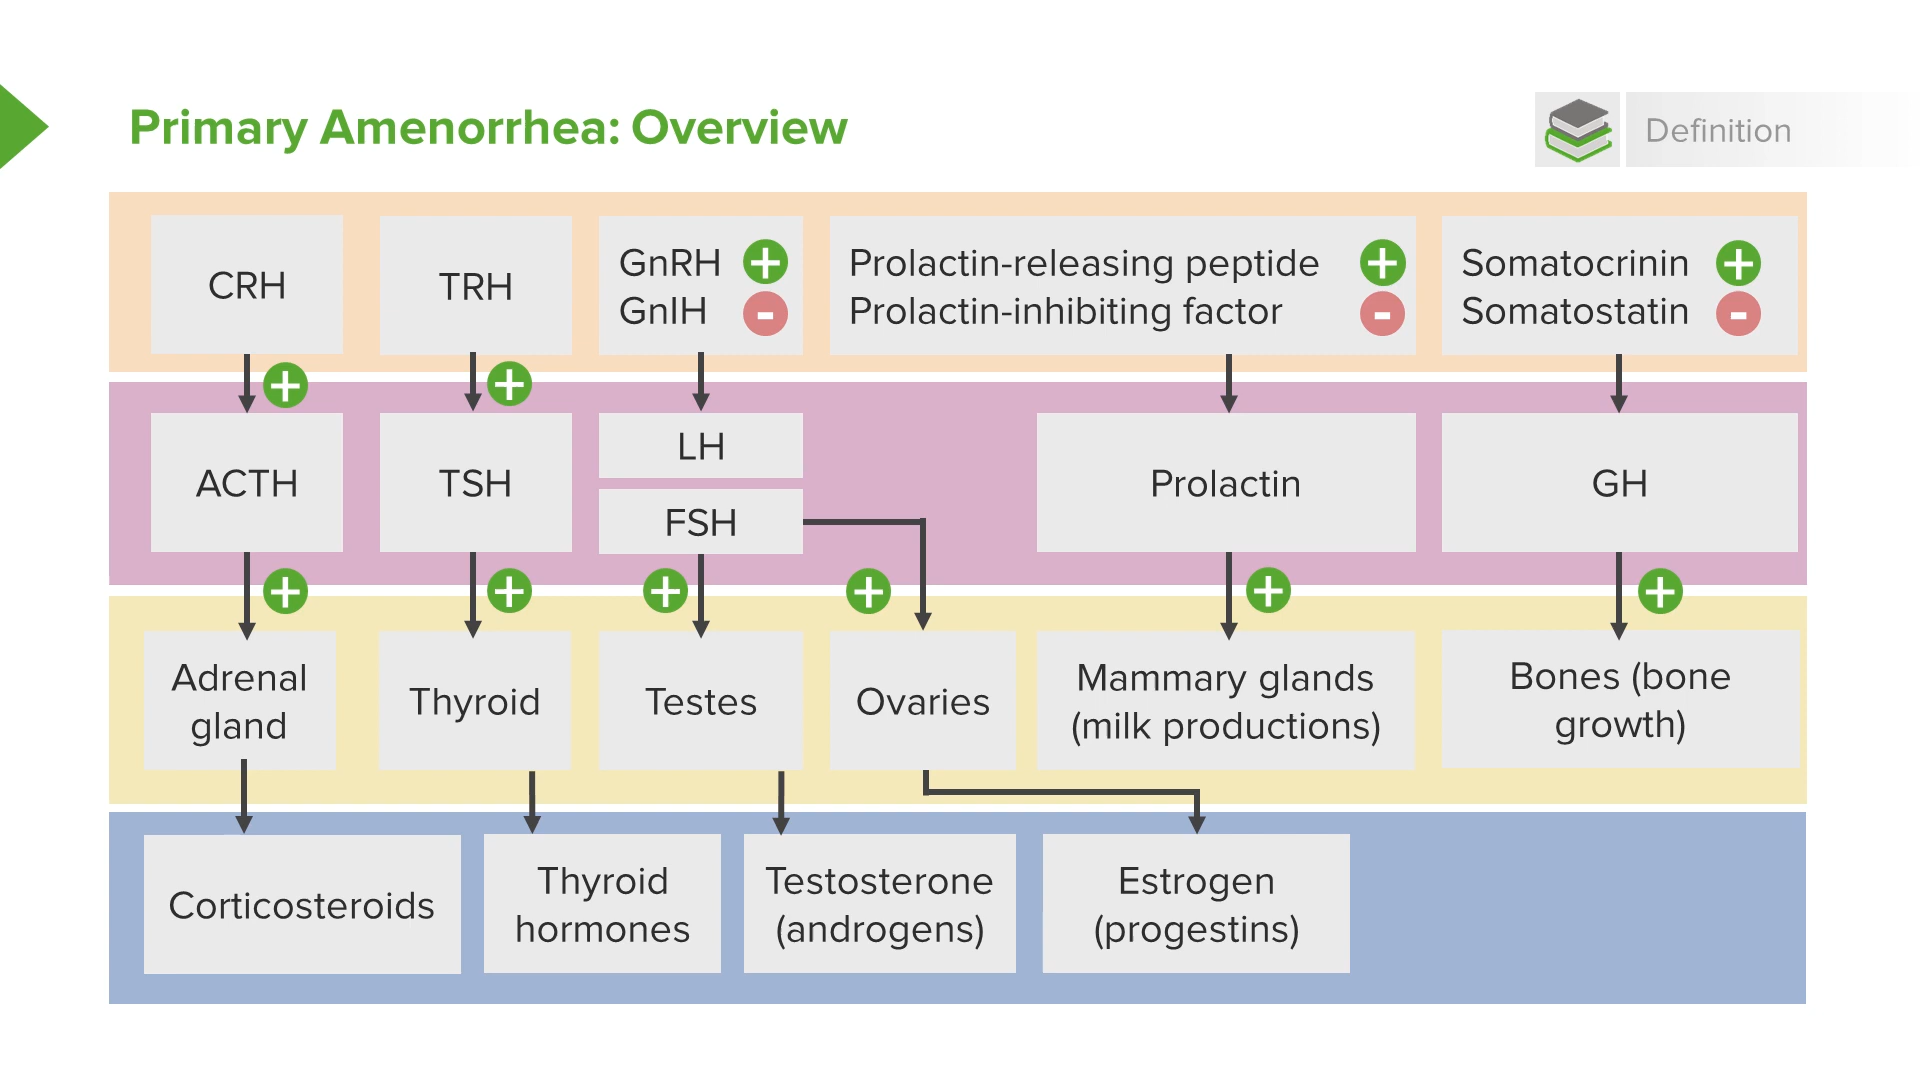 Primary Amenorrhea: Overview
Definition
CRH
TRH
GnRH +
GnIH -
Prolactin-releasing peptide +
Prolactin-inhibiting factor -
Somatocrinin +
Somatostatin -
+
+
ACTH
TSH
LH
FSH
Prolactin
GH
+
+
+
+
+
+
Adrenal
gland
Thyroid
Testes
Ovaries
Mammary glands
(milk productions)
Bones (bone
growth)
Corticosteroids
Thyroid
hormones
Testosterone
(androgens)
Estrogen
(progestins)